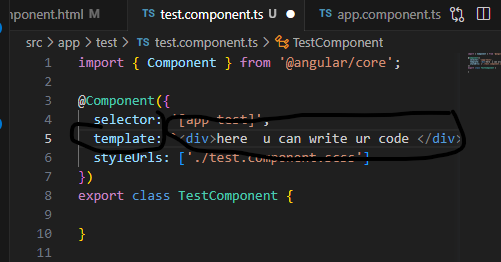 nponent.html M
TS test.component.ts U
TS app.component.ts
src > app > test > TS test.component.ts > TestComponent
1 import { Component } from '@angular/core';
2
3 @Component({
4 selector: '[app-test]',
5 template: `<div>here u can write ur code </div>
6 styleUrls: ['./test.component.scss']
7 })
8 export class TestComponent {
9
10 }
11